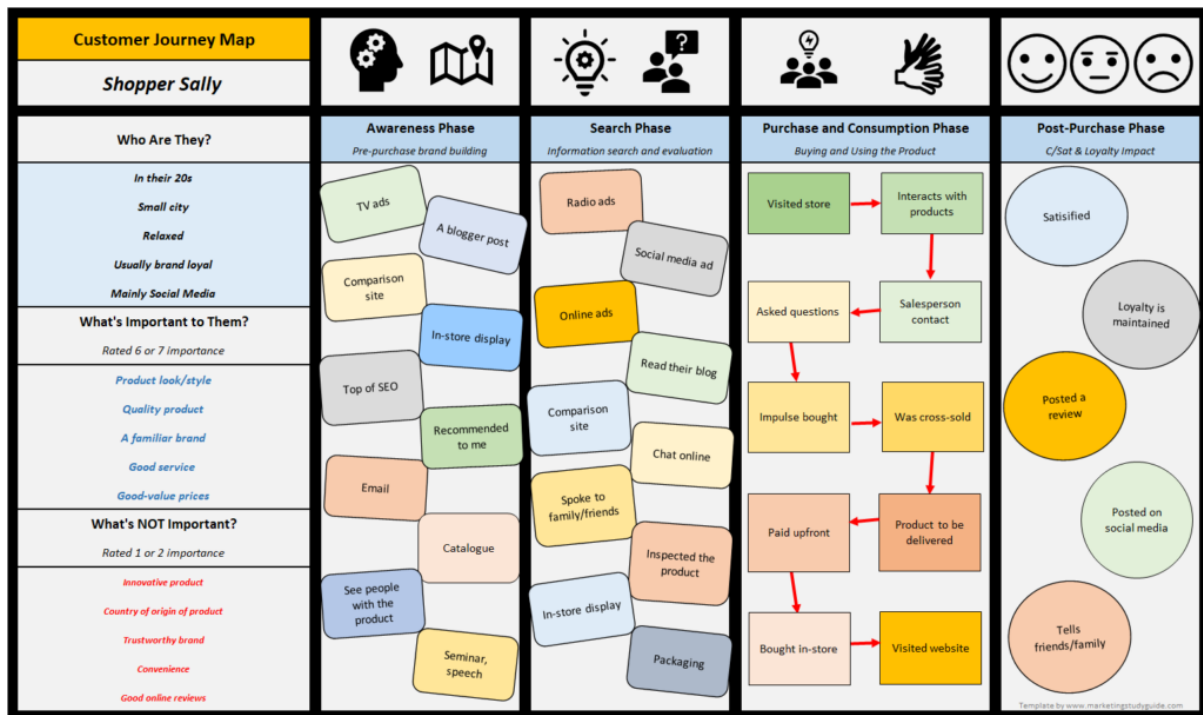 Customer Journey Map
Shopper Sally
Who Are They?
In their 20s
Small city
Relaxed
Usually brand loyal
Mainly Social Media
What's Important to Them?
Rated 6 or 7 importance
Product look/style
Quality product
A familiar brand
Good service
Good-value prices
What's NOT Important?
Rated 1 or 2 importance
Innovative product
Country of origin of product
Trustworthy brand
Convenience
Good online reviews
Awareness Phase
Pre-purchase brand building
TV ads
A blogger post
Comparison
site
In-store display
Top of SEO
Recommended
to me
Email
Catalogue
See people
with the
product
Seminar,
speech
Search Phase
Information search and evaluation
Radio ads
Social media ad
Online ads
Read their blog
Comparison
site
Chat online
Spoke to
family/friends
Inspected the
product
In-store display
Packaging
Purchase and Consumption Phase
Buying and Using the Product
Visited store
Interacts with
products
Salesperson
contact
Asked questions
Impulse bought
Was cross-sold
Product to be
delivered
Paid upfront
Bought in-store
Visited website
Post-Purchase Phase
C/Sat & Loyalty Impact
Satisified
Loyalty is
maintained
Posted a
review
Posted on
social media
Tells
friends/family
Template by www.marketingstudyguide.com